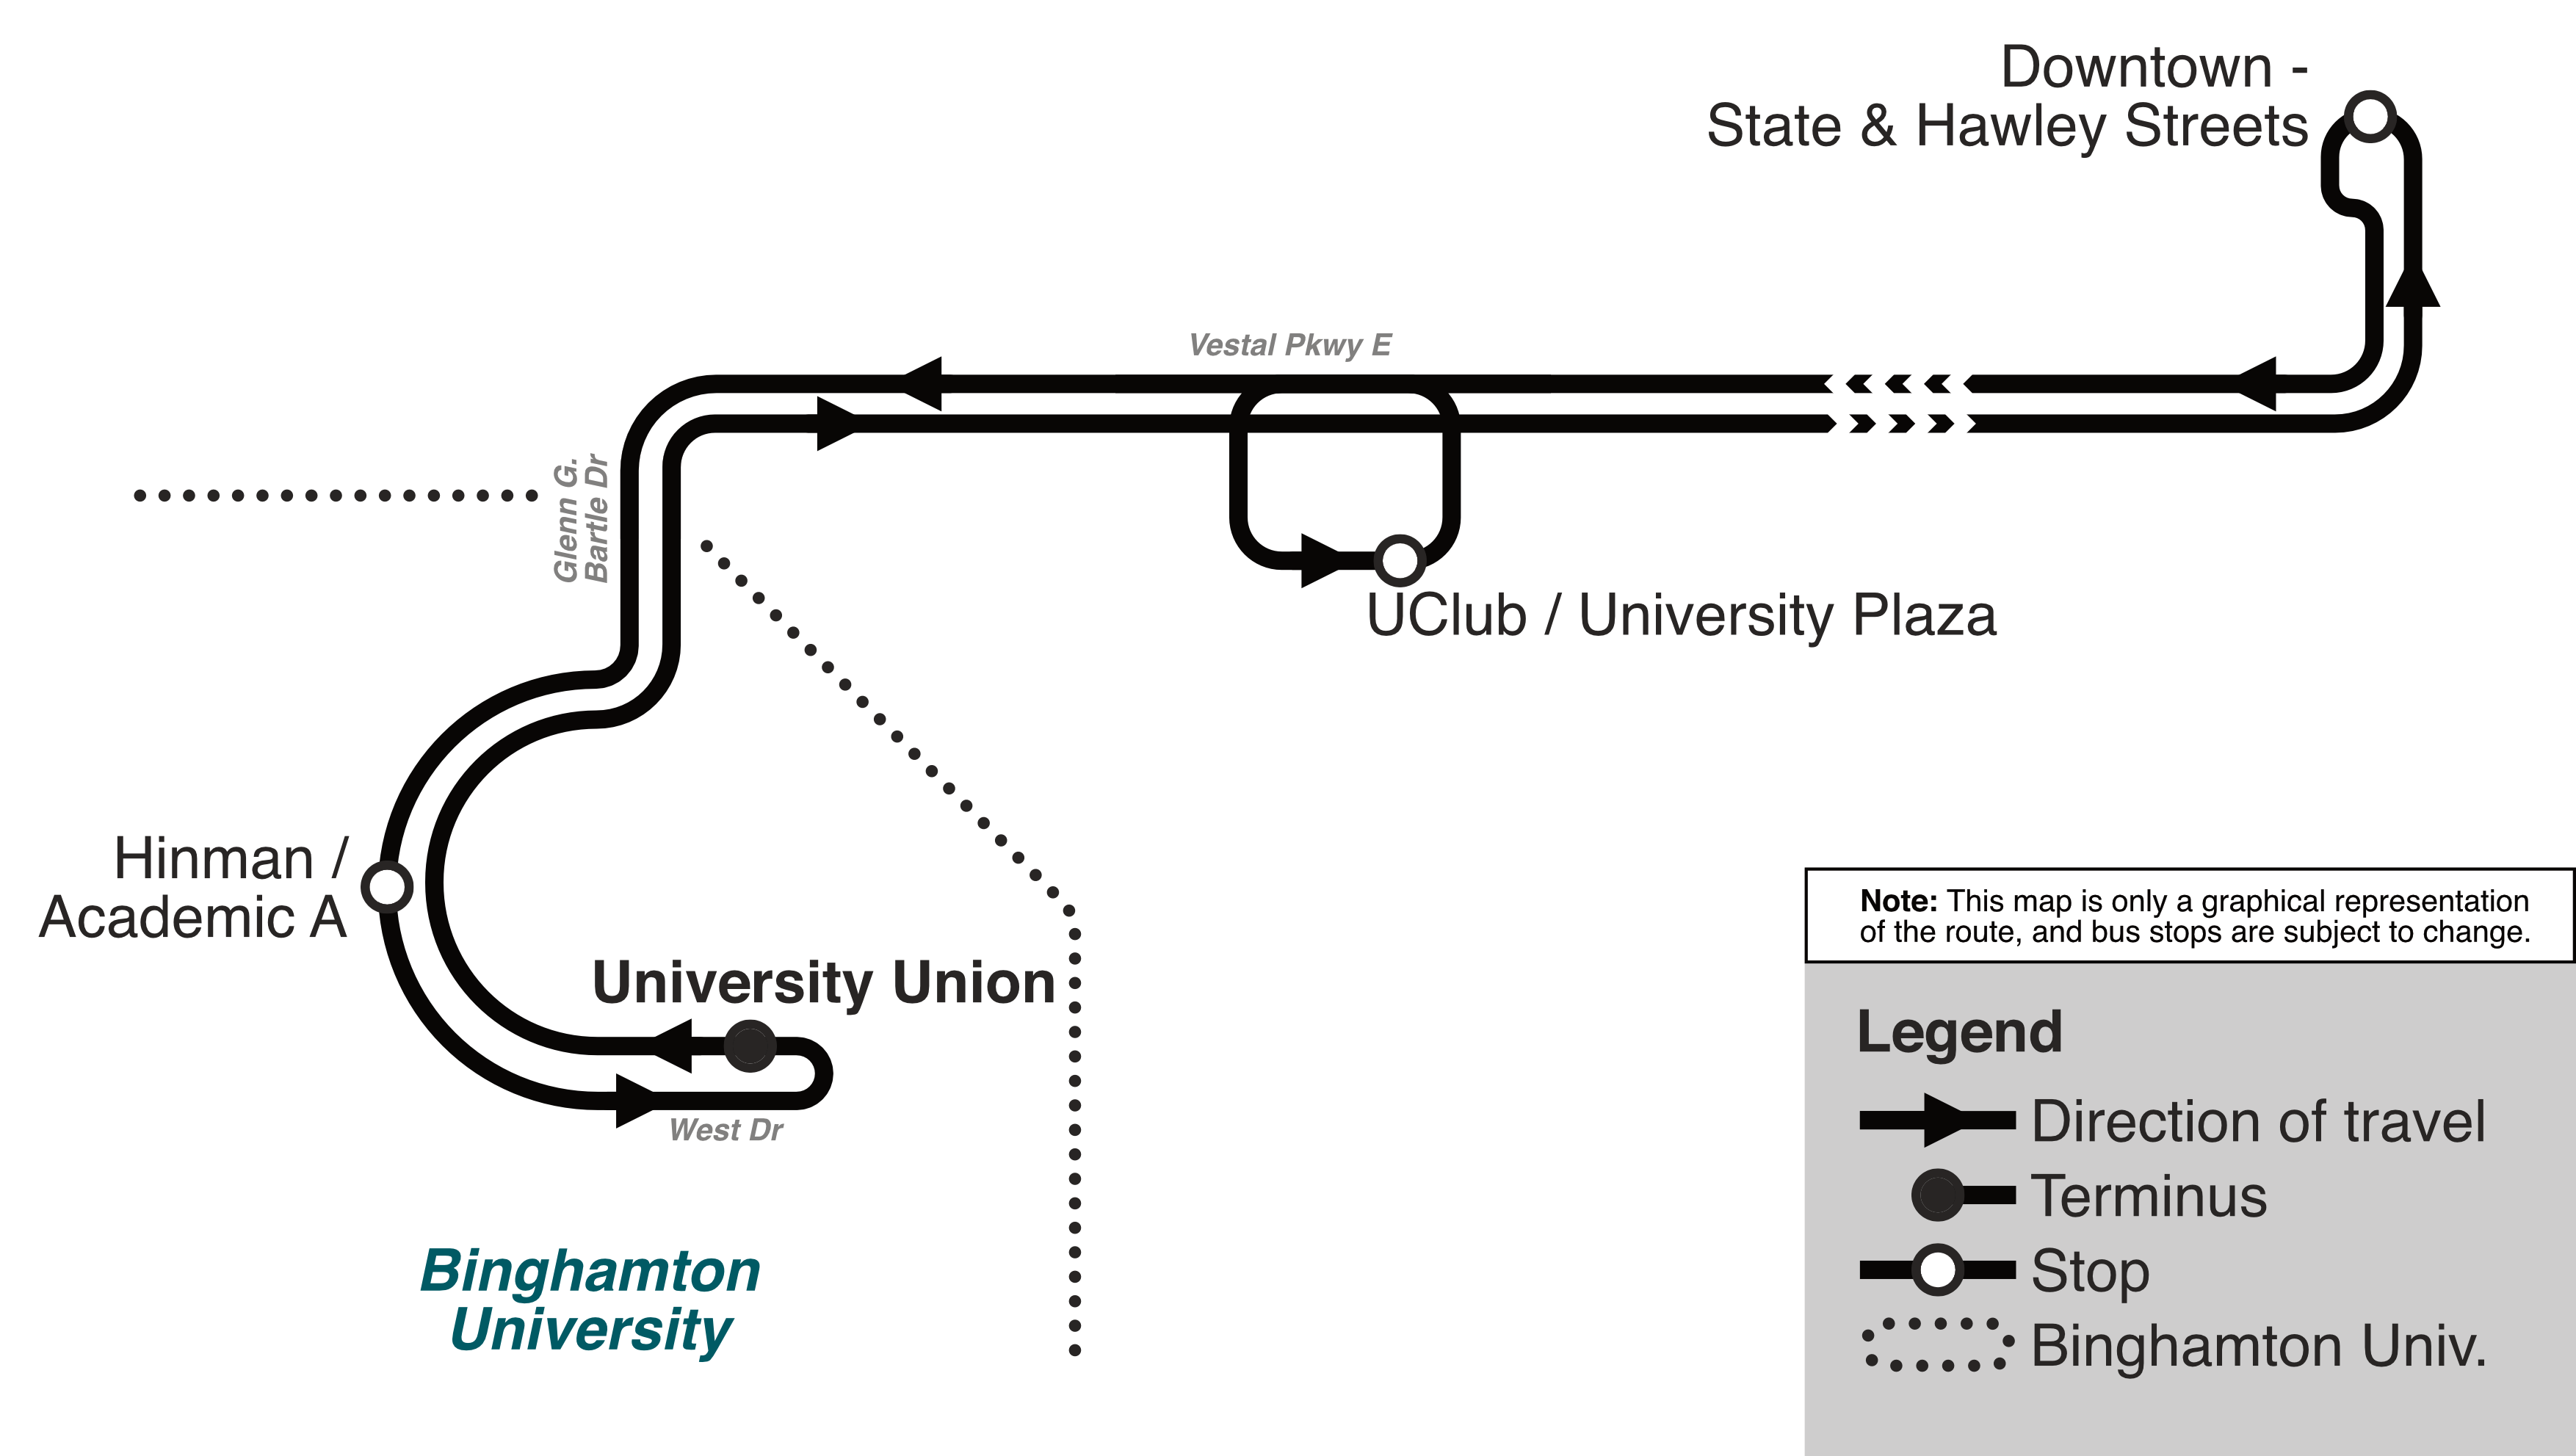 Downtown -
State & Hawley Streets
Vestal Pkwy E
Glenn G.
Bartle Dr
UClub / University Plaza
Hinman /
Academic A
University Union
West Dr
Binghamton
University
Note: This map is only a graphical representation
of the route, and bus stops are subject to change.
Legend
Direction of travel
Terminus
Stop
Binghamton Univ.